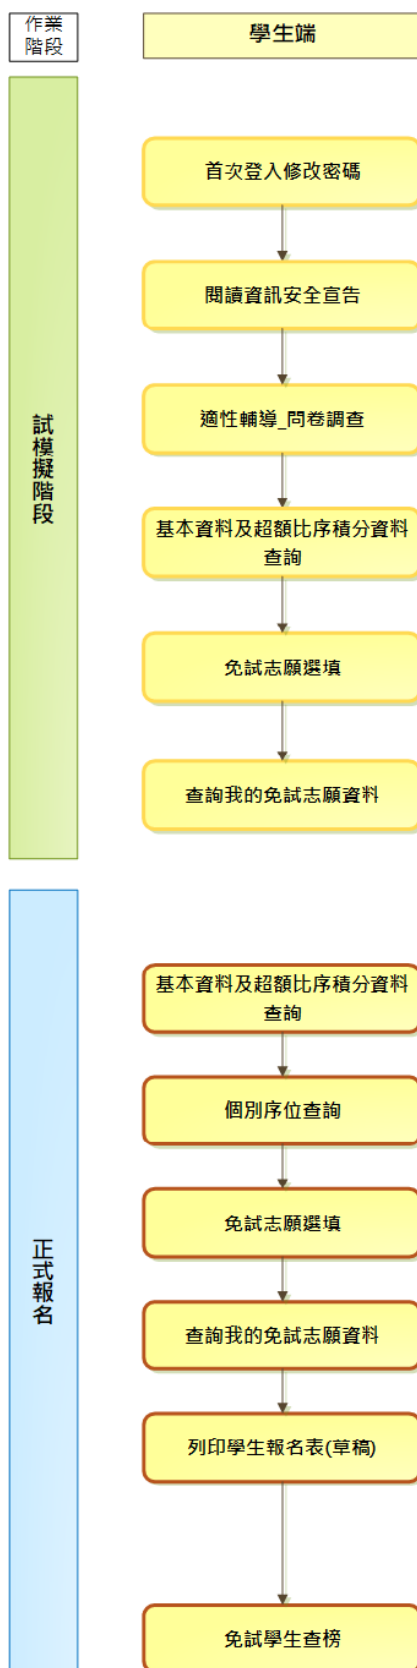 作業
階段
學生端
試模擬階段
首次登入修改密碼
閱讀資訊安全宣告
適性輔導_問卷調查
基本資料及超額比序積分資料
查詢
免試志願選填
查詢我的免試志願資料
正式報名
基本資料及超額比序積分資料
查詢
個別序位查詢
免試志願選填
查詢我的免試志願資料
列印學生報名表(草稿)
免試學生查榜